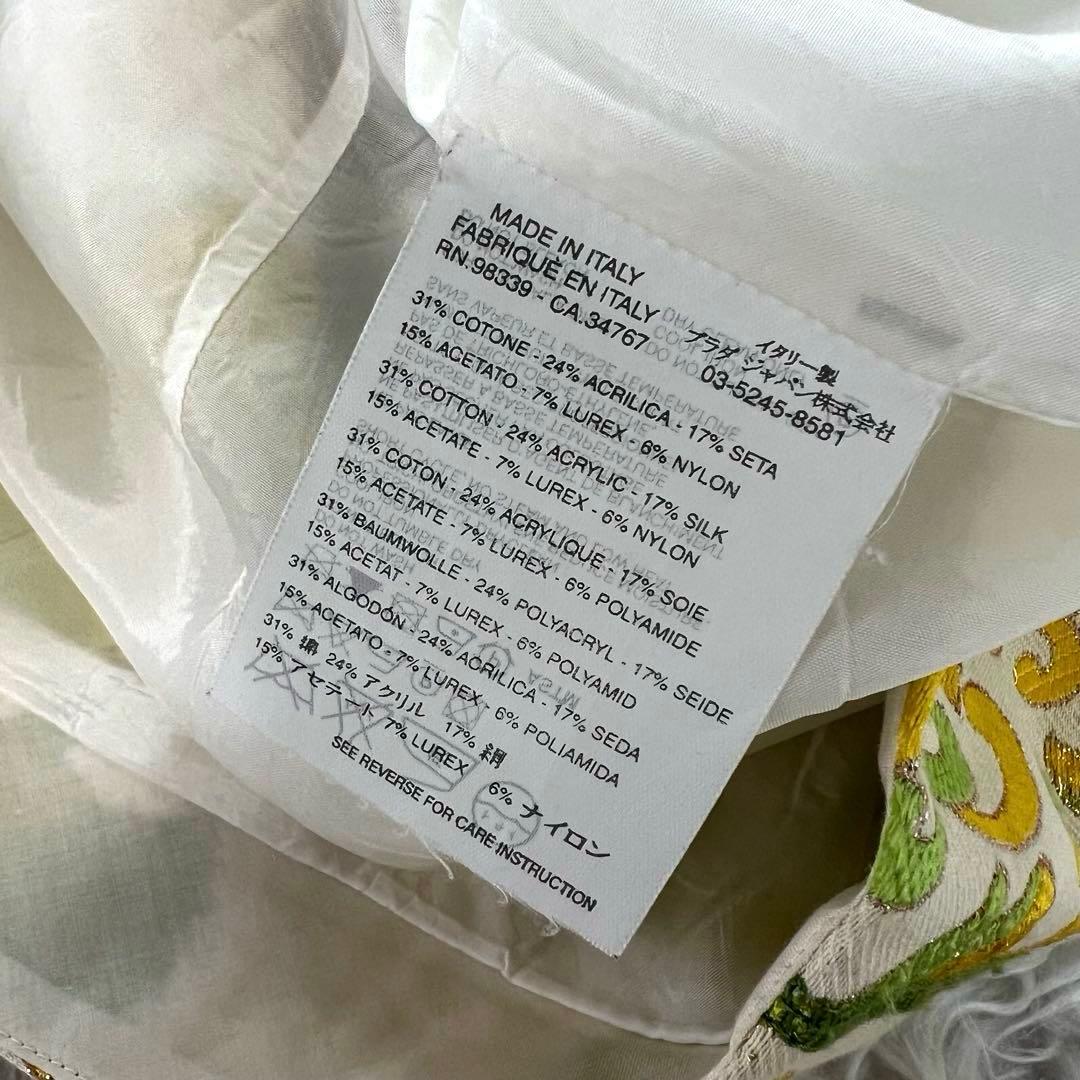 MADE IN ITALY
FABRIQUÈ EN ITALY
RN.98339 - CA.34767
イタリー製
プラダ ジャパン株式会社
03-5245-8581
31% COTONE - 24% ACRILICA - 17% SETA
15% ACETATO - 7% LUREX - 6% NYLON
31% COTTON - 24% ACRYLIC - 17% SILK
15% ACETATE - 7% LUREX - 6% NYLON
31% COTON - 24% ACRYLIQUE - 17% SOIE
15% ACETATE - 7% LUREX - 6% POLYAMIDE
31% BAUMWOLLE - 24% POLYACRYL - 17% SEIDE
15% ACETAT - 7% LUREX - 6% POLYAMID
31% ALGODÓN - 24% ACRILICA - 17% SEDA
15% ACETATO - 7% LUREX - 6% POLIAMIDA
31% 綿 24% アクリル 17% 絹
15% アセテート 7% LUREX 6% ナイロン
SEE REVERSE FOR CARE INSTRUCTION